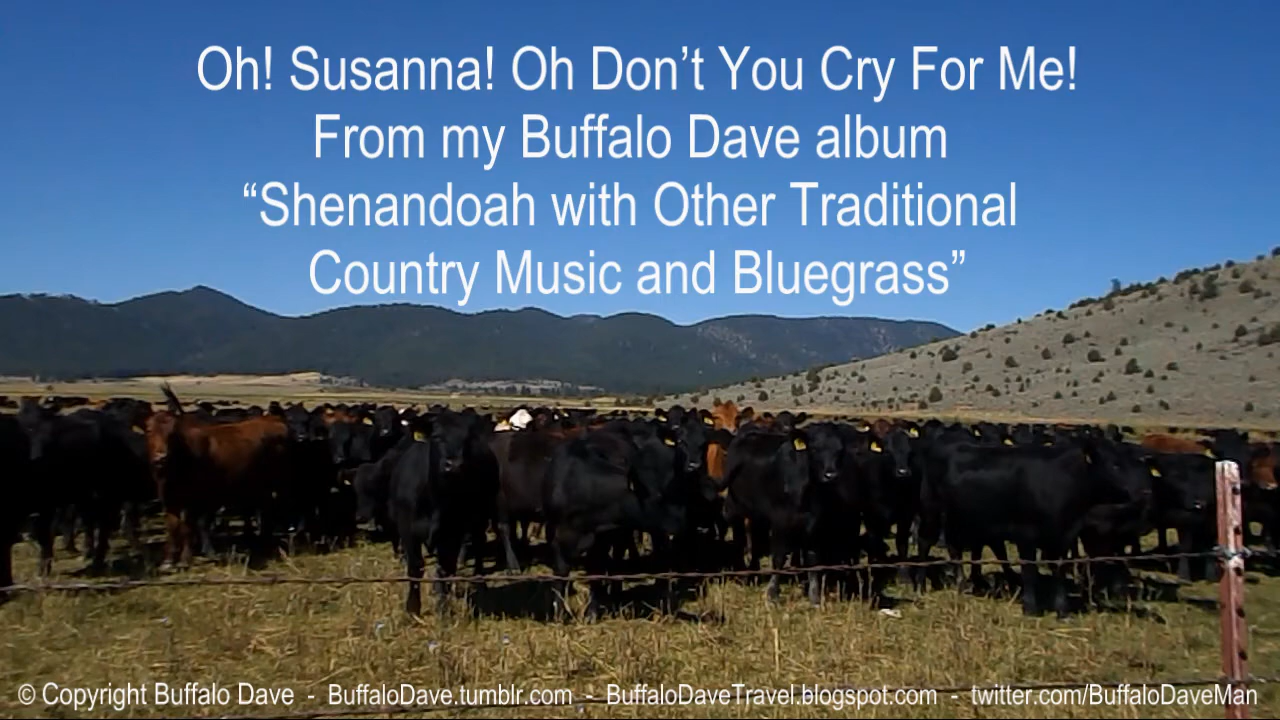 Oh! Susanna! Oh Don’t You Cry For Me!
From my Buffalo Dave album
“Shenandoah with Other Traditional
Country Music and Bluegrass”
© Copyright Buffalo Dave - BuffaloDave.tumblr.com - BuffaloDaveTravel.blogspot.com - twitter.com/BuffaloDaveMan